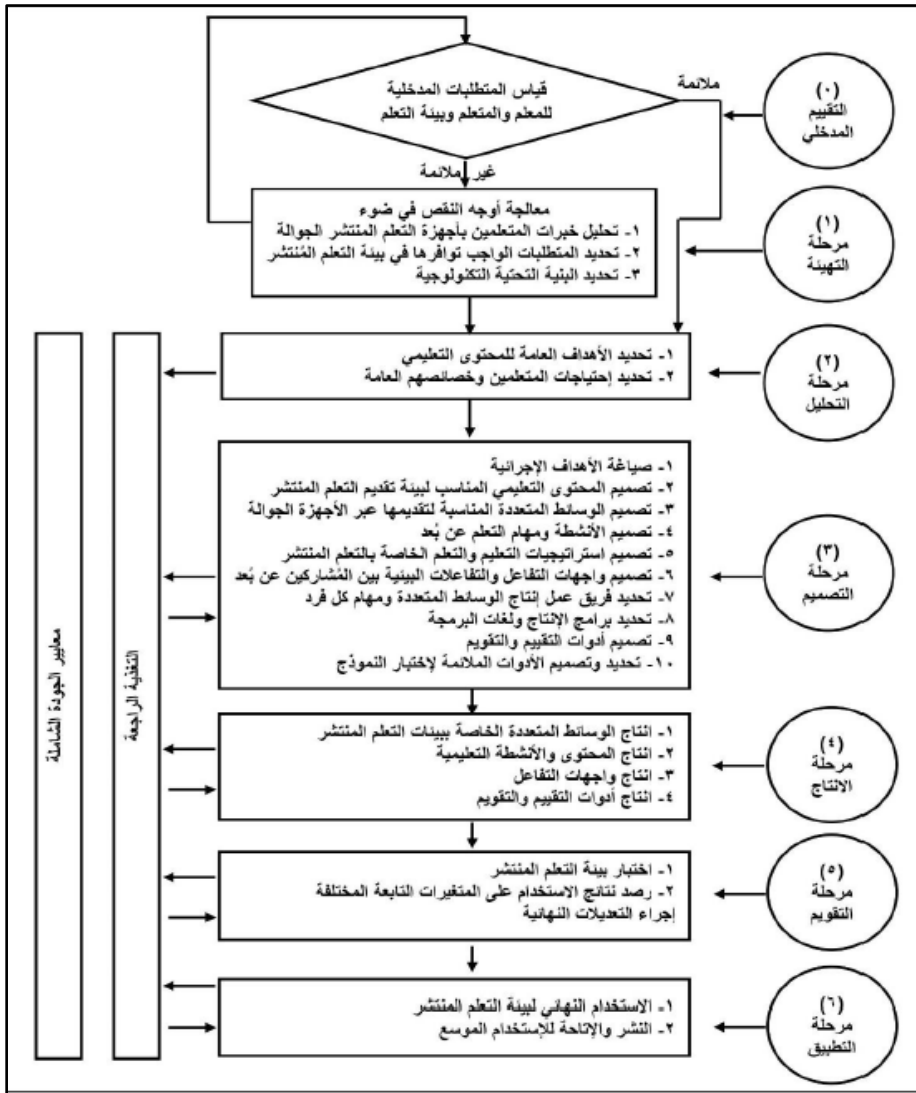 قياس المتطلبات المدخلية
للمعلم والمتعلم وبيئة التعلم
ملائمة
(٠)
التقييم
المدخلي
غير ملائمة
معالجة أوجه النقص في ضوء
١- تحليل خبرات المتعلمين بأجهزة التعلم المنتشر الجوالة
٢- تحديد المتطلبات الواجب توافرها في بيئة التعلم المُنتشر
٣- تحديد البنية التحتية التكنولوجية
(١)
مرحلة
التهيئة
١- تحديد الأهداف العامة للمحتوى التعليمي
٢- تحديد إحتياجات المتعلمين وخصائصهم العامة
(٢)
مرحلة
التحليل
١- صياغة الأهداف الإجرائية
٢- تصميم المحتوى التعليمي المناسب لبيئة تقديم التعلم المنتشر
٣- تصميم الوسائط المتعددة المناسبة لتقديمها عبر الأجهزة الجوالة
٤- تصميم الأنشطة ومهام التعلم عن بُعد
٥- تصميم استراتيجيات التعليم والتعلم الخاصة بالتعلم المنتشر
٦- تصميم واجهات التفاعل والتفاعلات البينية بين المُشاركين عن بُعد
٧- تحديد فريق عمل إنتاج الوسائط المتعددة ومهام كل فرد
٨- تحديد برامج الإنتاج ولغات البرمجة
٩- تصميم أدوات التقييم والتقويم
١٠- تحديد وتصميم الأدوات الملائمة لإختبار النموذج
(٣)
مرحلة
التصميم
١- انتاج الوسائط المتعددة الخاصة ببيئات التعلم المنتشر
٢- انتاج المحتوى والأنشطة التعليمية
٣- انتاج واجهات التفاعل
٤- انتاج أدوات التقييم والتقويم
(٤)
مرحلة
الانتاج
١- اختبار بيئة التعلم المنتشر
٢- رصد نتائج الاستخدام على المتغيرات التابعة المختلفة
إجراء التعديلات النهائية
(٥)
مرحلة
التقويم
١- الاستخدام النهائي لبيئة التعلم المنتشر
٢- النشر والإتاحة للإستخدام الموسع
(٦)
مرحلة
التطبيق
التغذية الراجعة
معايير الجودة الشاملة